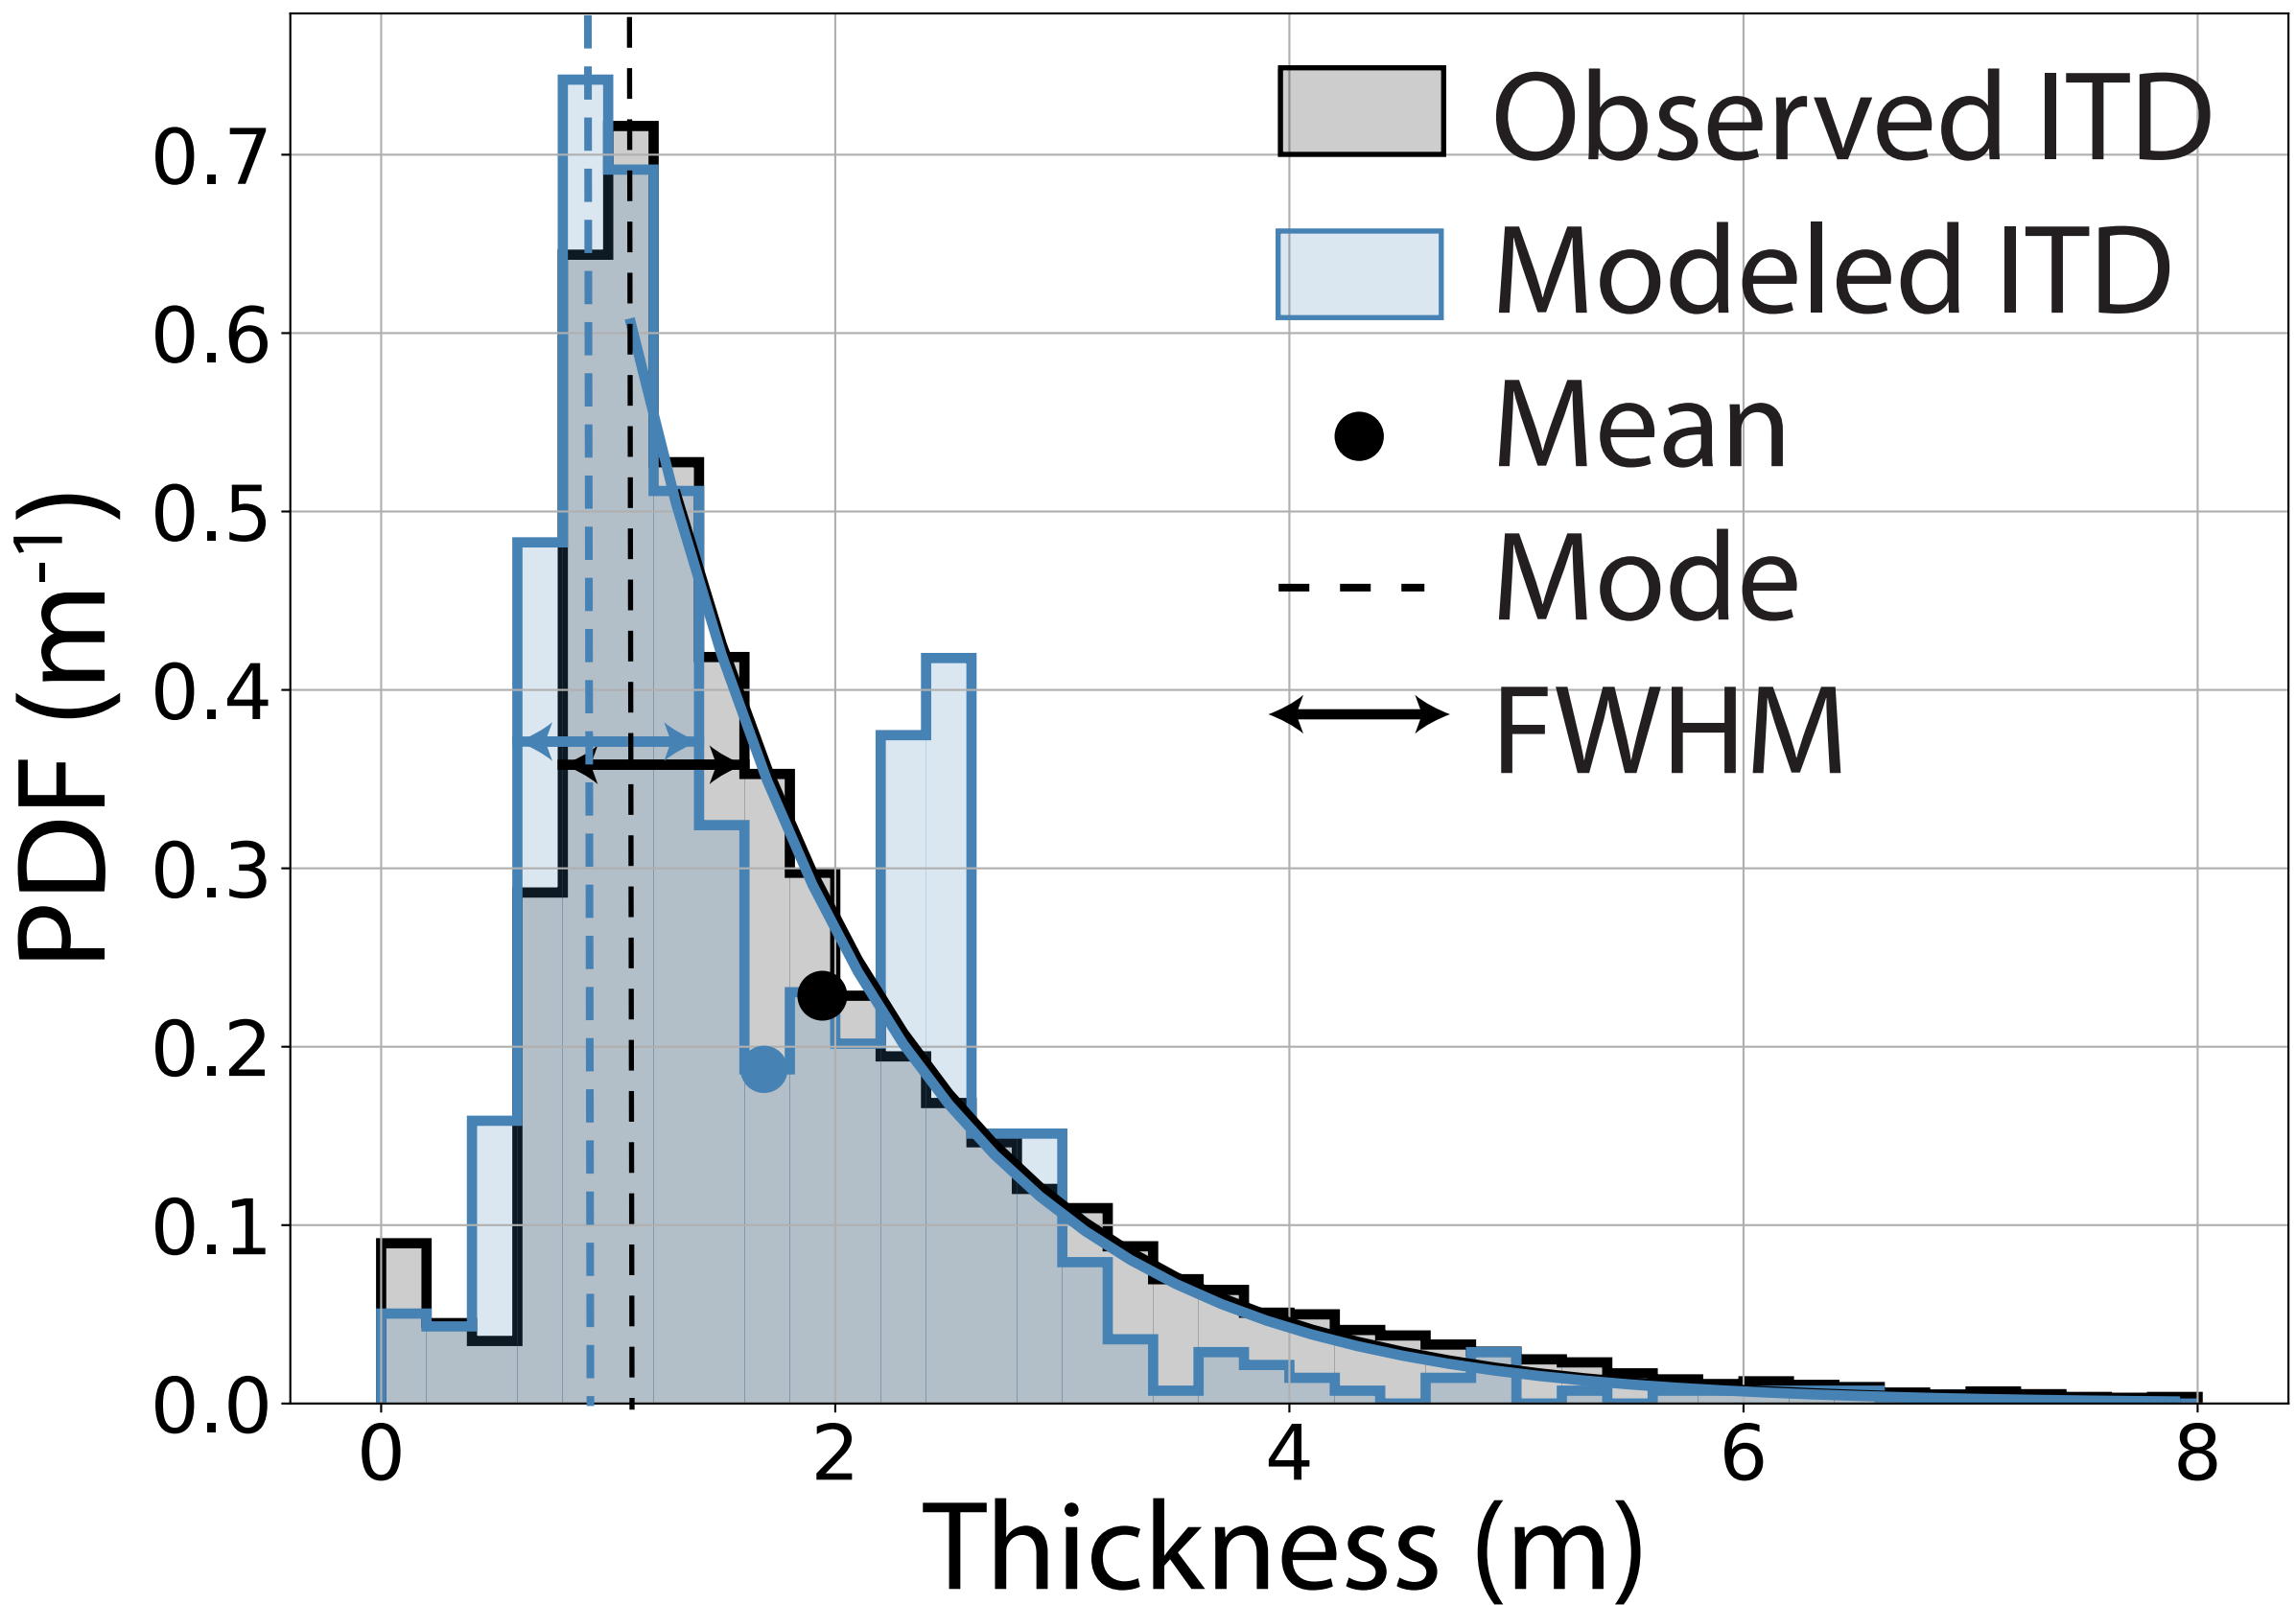 Observed ITD
Modeled ITD
Mean
Mode
FWHM
PDF (m⁻¹)
0.7
0.6
0.5
0.4
0.3
0.2
0.1
0.0
0 2 4 6 8
Thickness (m)